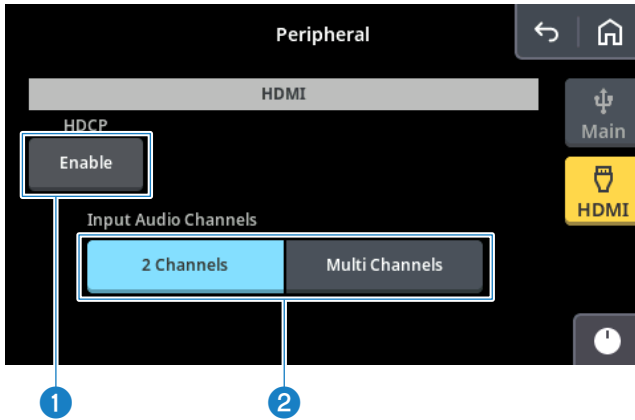 Peripheral
HDMI
Main
HDCP
Enable
HDMI
Input Audio Channels
2 Channels
Multi Channels
1
2